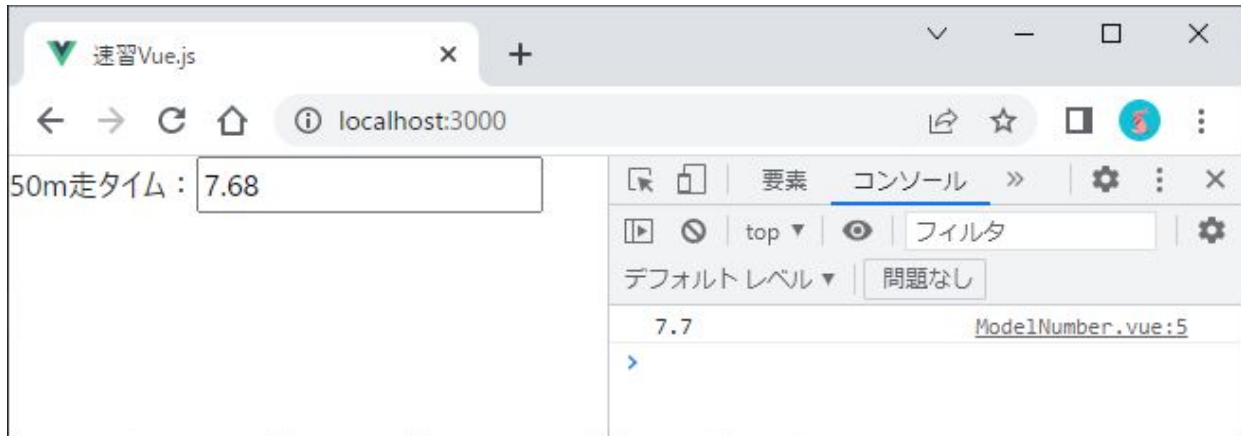 速習Vue.js
localhost:3000
50m走タイム：7.68
要素 コンソール »
top ▼ フィルタ
デフォルト レベル ▼ 問題なし
7.7 ModelNumber.vue:5
>